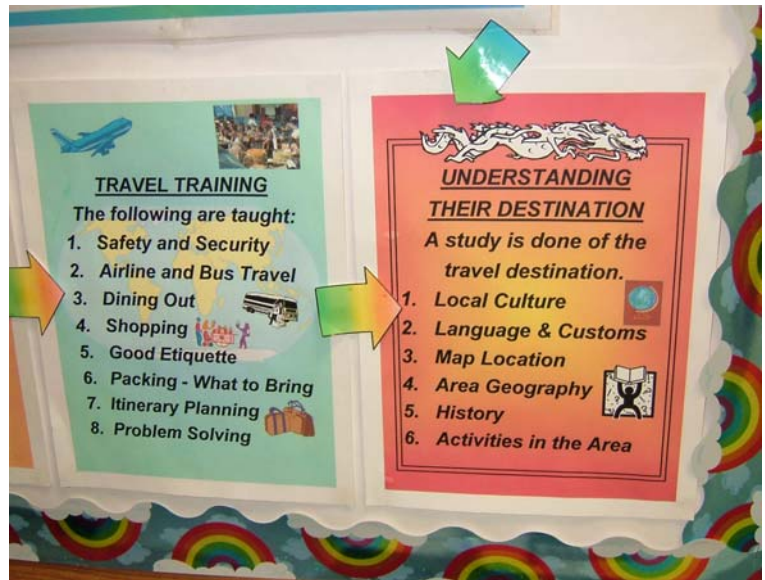 TRAVEL TRAINING
The following are taught:
1. Safety and Security
2. Airline and Bus Travel
3. Dining Out
4. Shopping
5. Good Etiquette
6. Packing - What to Bring
7. Itinerary Planning
8. Problem Solving
UNDERSTANDING
THEIR DESTINATION
A study is done of the
travel destination.
1. Local Culture
2. Language & Customs
3. Map Location
4. Area Geography
5. History
6. Activities in the Area